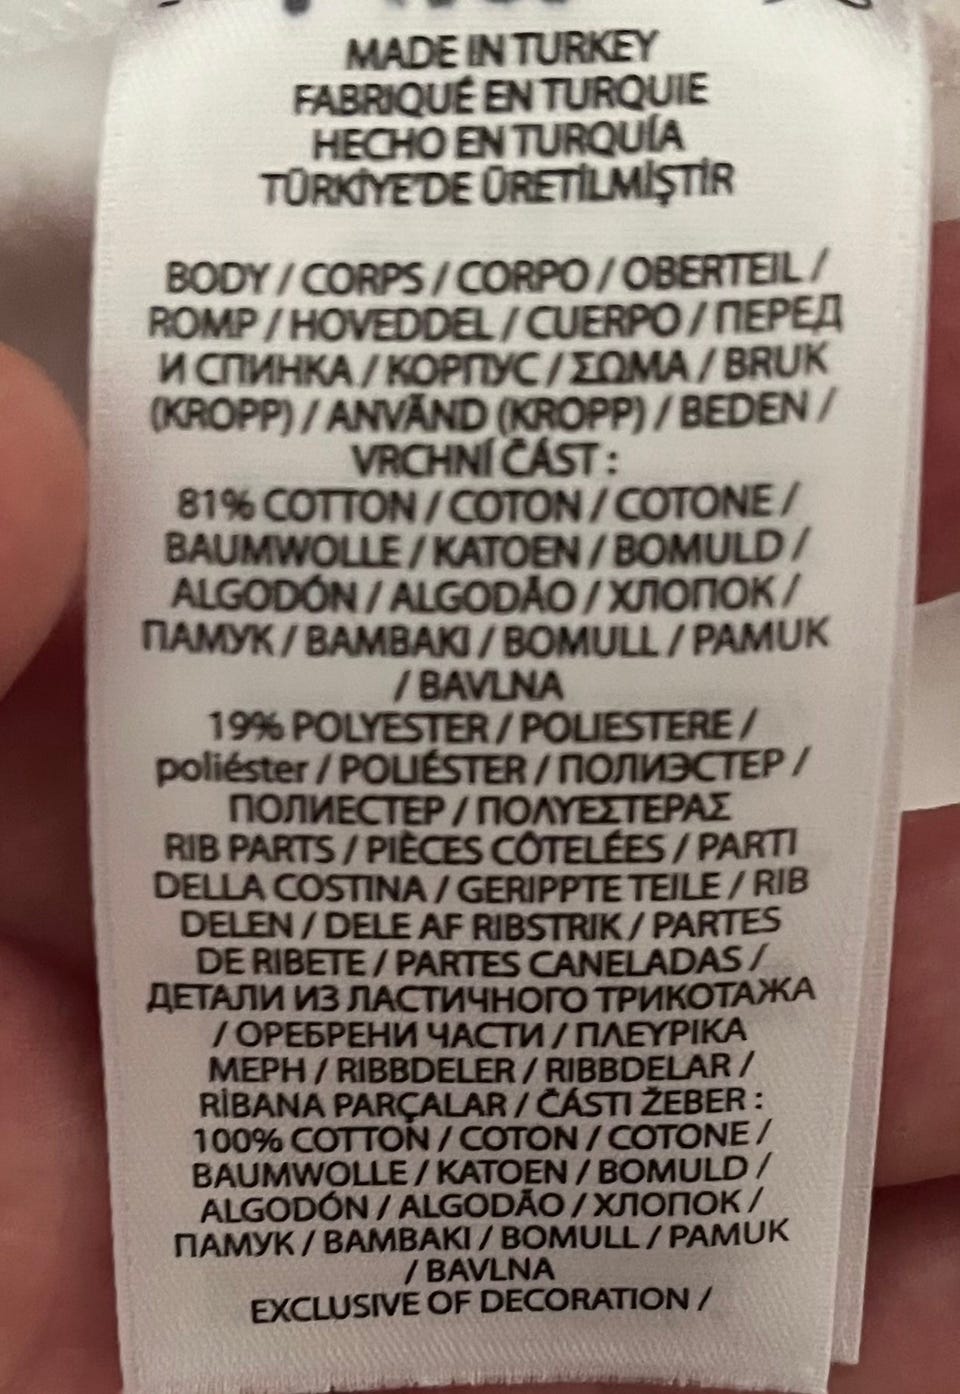 MADE IN TURKEY
FABRIQUÉ EN TURQUIE
HECHO EN TURQUÍA
TÜRKİYE'DE ÜRETİLMİŞTİR
BODY / CORPS / CORPO / OBERTEIL /
ROMP / HOVEDDEL / CUERPO / ПЕРЕД
И СПИНКА / КОРПУС / ΣΩΜΑ / BRUK
(KROPP) / ANVÄND (KROPP) / BEDEN /
VRCHNÍ ČÁST :
81% COTTON / COTON / COTONE /
BAUMWOLLE / KATOEN / BOMULD /
ALGODÓN / ALGODÃO / ХЛОПОК /
ПАМУК / ΒΑΜΒΑΚΙ / BOMULL / PAMUK
/ BAVLNA
19% POLYESTER / POLIESTERE /
poliéster / POLIÉSTER / ПОЛИЭСТЕР /
ПОЛИЕСТЕР / ΠΟΛΥΕΣΤΕΡΑΣ
RIB PARTS / PIÈCES CÔTELÉES / PARTI
DELLA COSTINA / GERIPPTE TEILE / RIB
DELEN / DELE AF RIBSTRIK / PARTES
DE RIBETE / PARTES CANELADAS /
ДЕТАЛИ ИЗ ЛАСТИЧНОГО ТРИКОТАЖА
/ ОРЕБРЕНИ ЧАСТИ / ΠΛΕΥΡΙΚΑ
ΜΕΡΗ / RIBBDELER / RIBBDELAR /
RİBANA PARÇALAR / ČÁSTI ŽEBER :
100% COTTON / COTON / COTONE /
BAUMWOLLE / KATOEN / BOMULD /
ALGODÓN / ALGODÃO / ХЛОПОК /
ПАМУК / ΒΑΜΒΑΚΙ / BOMULL / PAMUK
/ BAVLNA
EXCLUSIVE OF DECORATION /